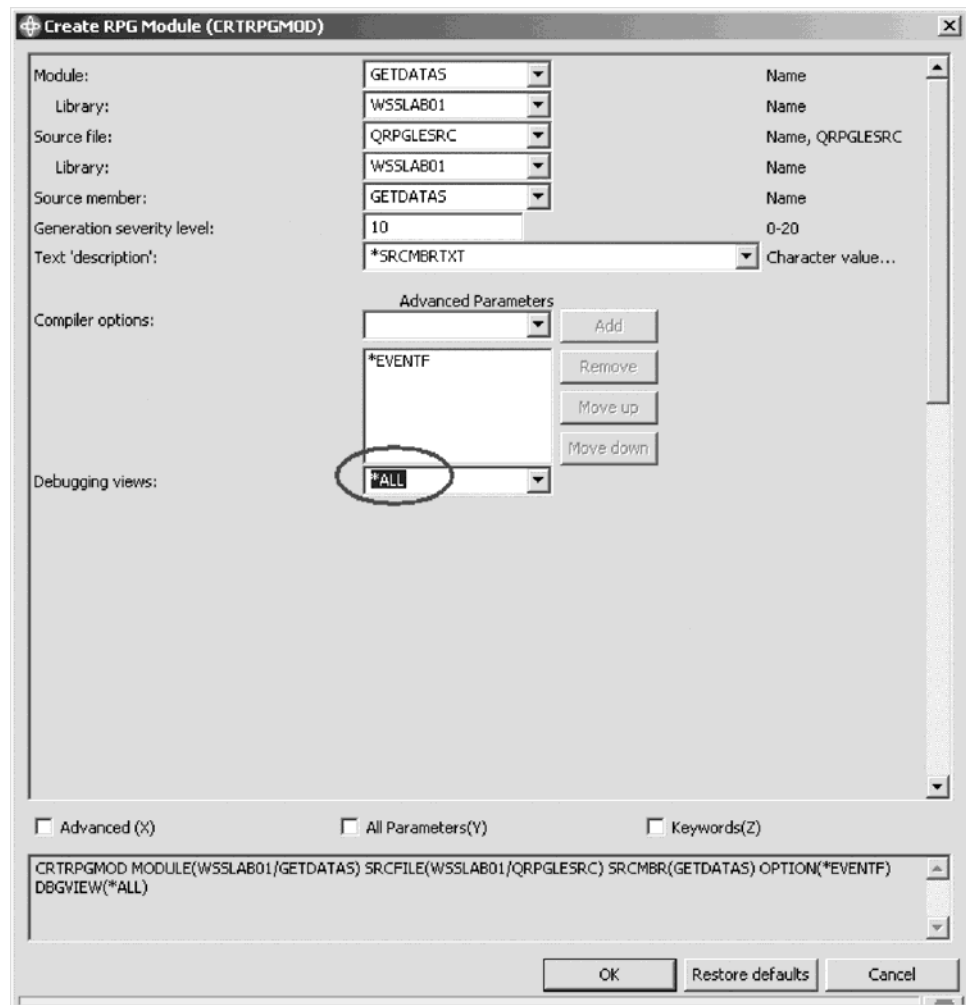 Create RPG Module (CRTRPGMOD)
Module: GETDATAS Name
Library: WSSLAB01 Name
Source file: QRPGLESRC Name, QRPGLESRC
Library: WSSLAB01 Name
Source member: GETDATAS Name
Generation severity level: 10 0-20
Text 'description': *SRCMBRTXT Character value...
Advanced Parameters
Compiler options: Add
*EVENTF Remove
Move up
Move down
Debugging views: *ALL
Advanced (X) All Parameters(Y) Keywords(Z)
CRTRPGMOD MODULE(WSSLAB01/GETDATAS) SRCFILE(WSSLAB01/QRPGLESRC) SRCMBR(GETDATAS) OPTION(*EVENTF)
DBGVIEW(*ALL)
OK Restore defaults Cancel